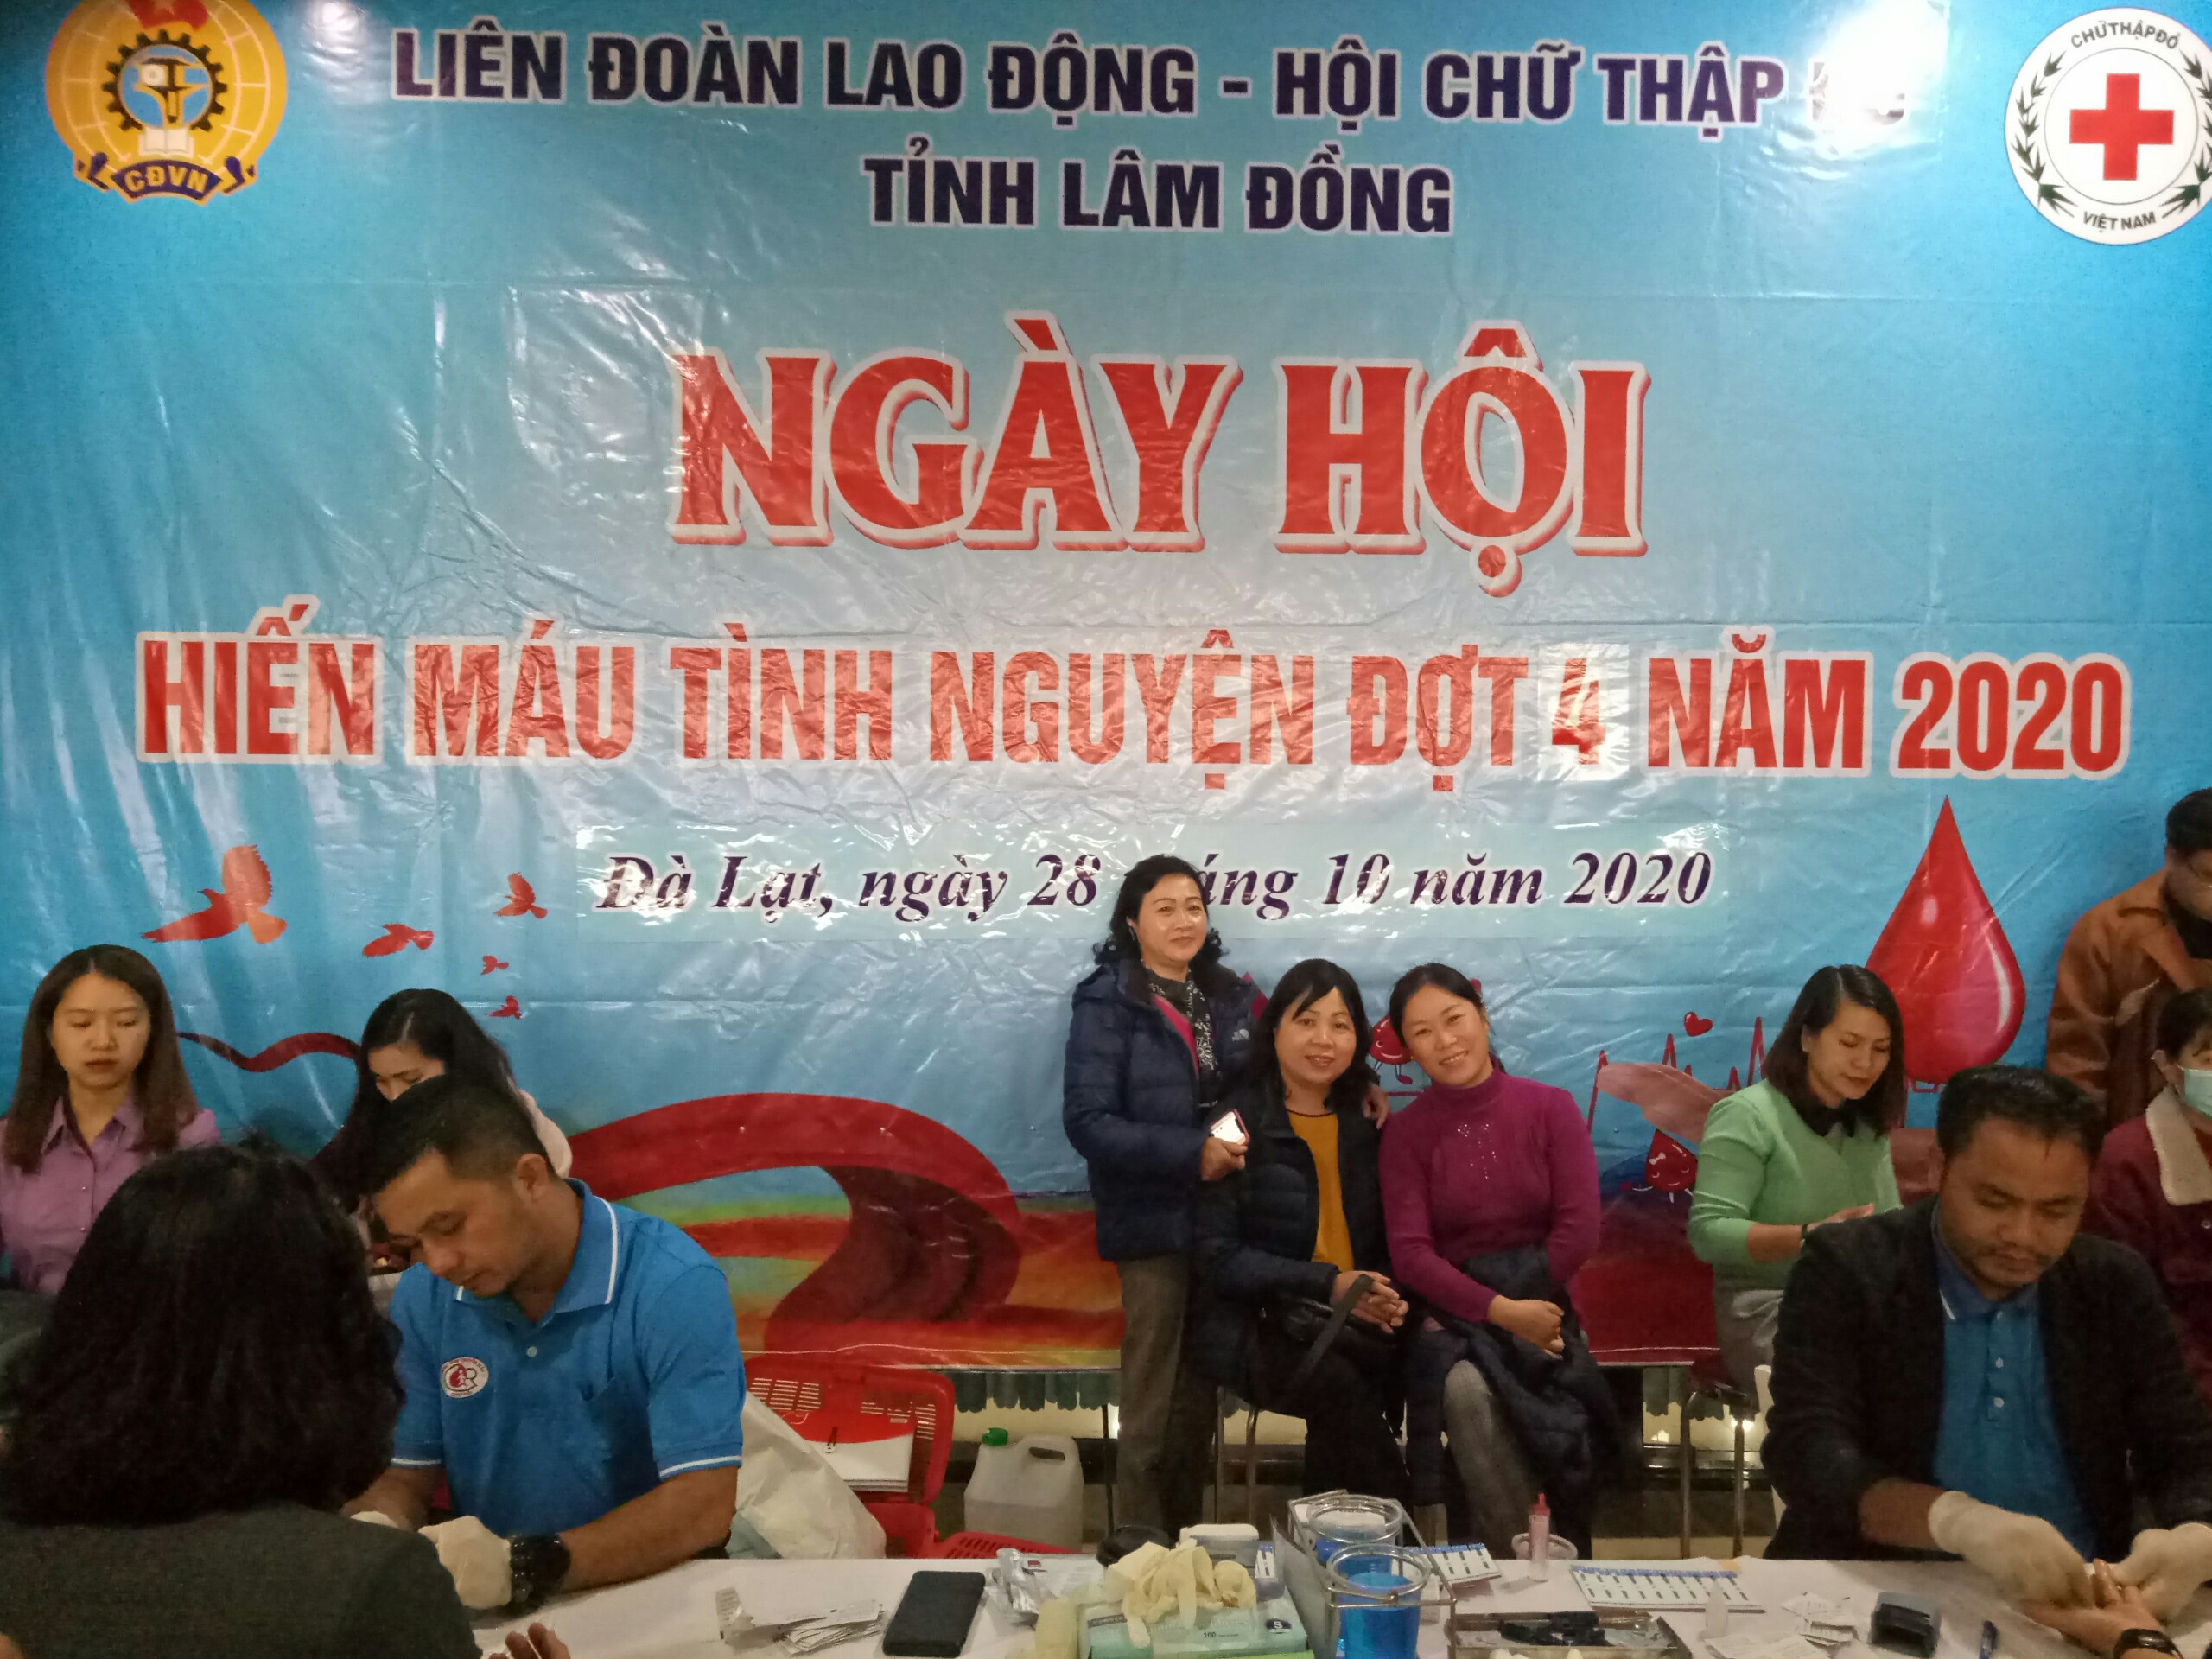 LIÊN ĐOÀN LAO ĐỘNG - HỘI CHỮ THẬP
TỈNH LÂM ĐỒNG
CĐVN
CHỮ THẬP ĐỎ
VIỆT NAM
NGÀY HỘI
HIẾN MÁU TÌNH NGUYỆN ĐỢT 4 NĂM 2020
Đà Lạt, ngày 28 áng 10 năm 2020